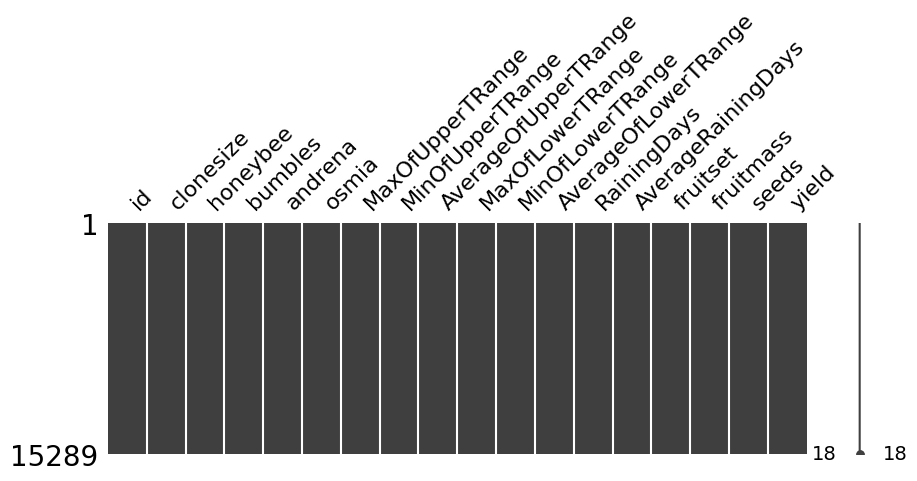 id
clonesize
honeybee
bumbles
andrena
osmia
MaxOfUpperTRange
MinOfUpperTRange
AverageOfUpperTRange
MaxOfLowerTRange
MinOfLowerTRange
AverageOfLowerTRange
RainingDays
AverageRainingDays
fruitset
fruitmass
seeds
yield
1
15289
18
18